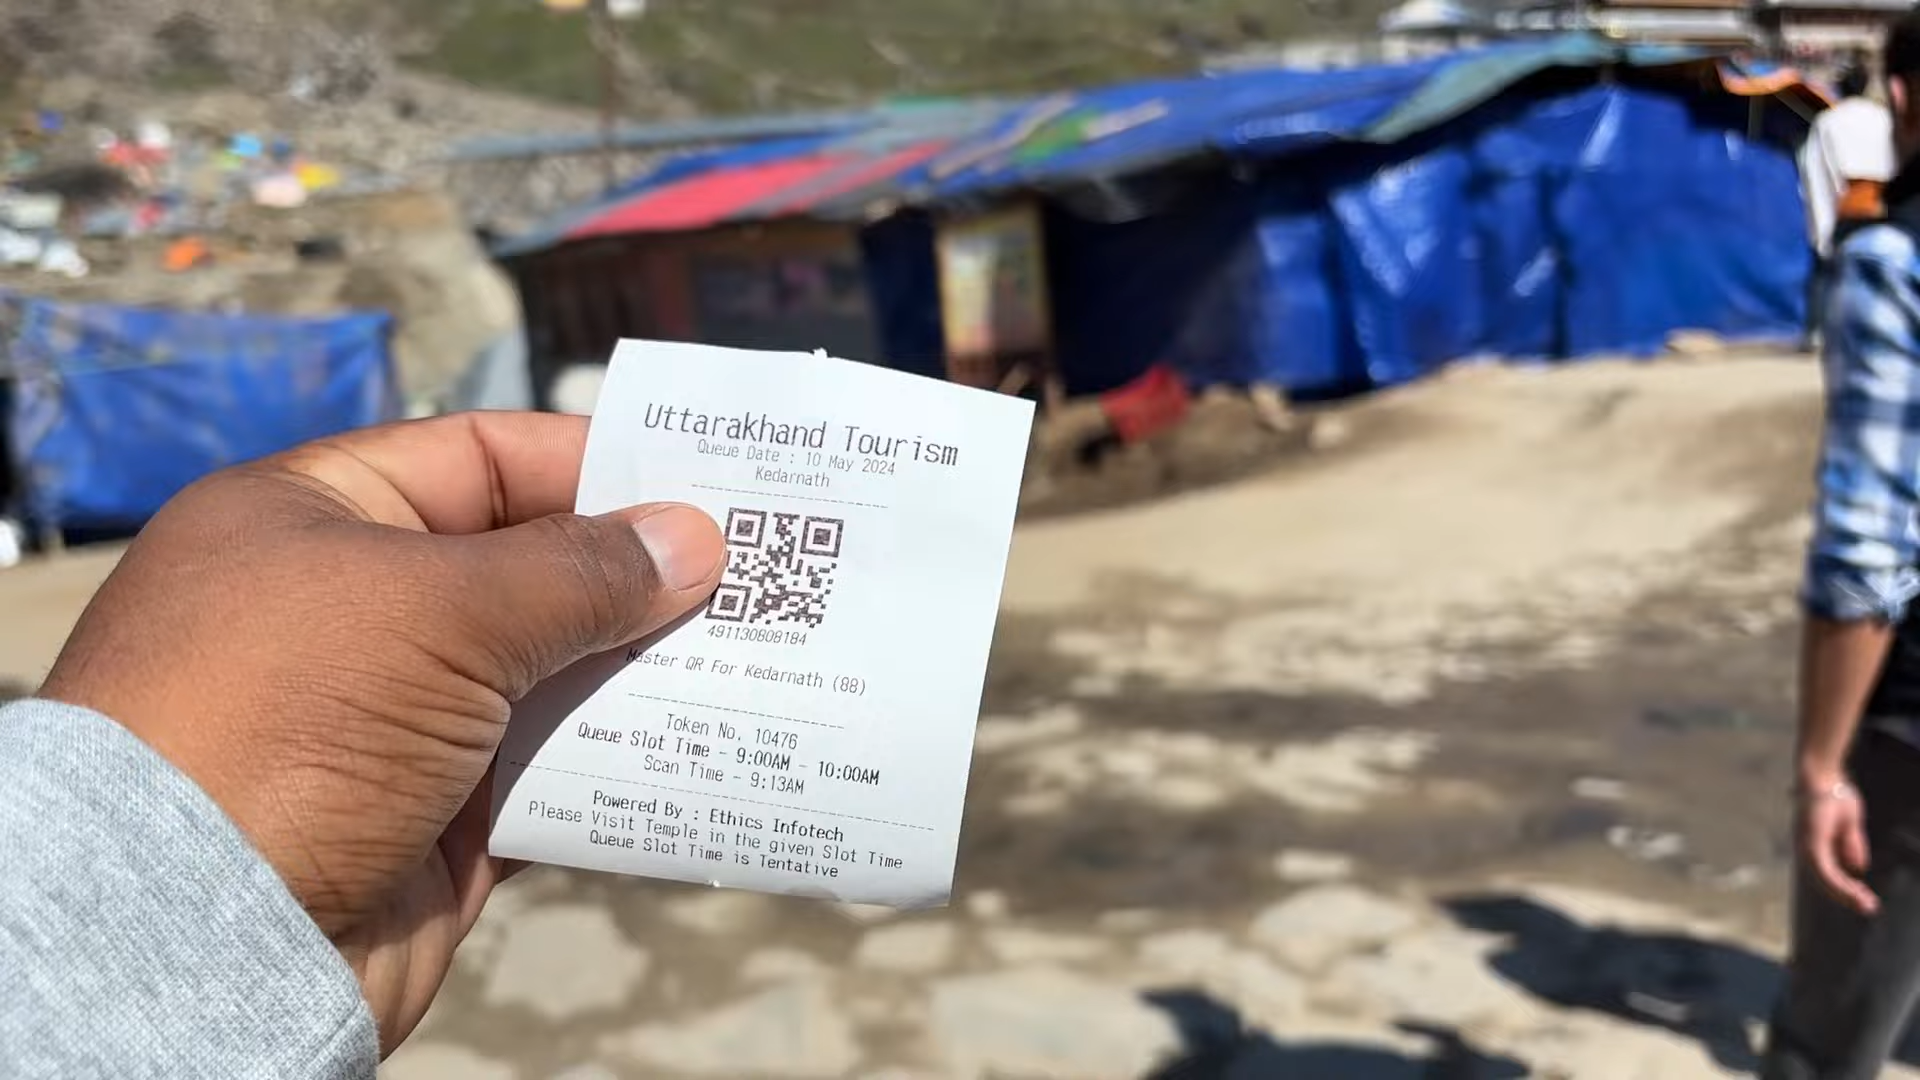 Uttarakhand Tourism
Queue Date : 10 May 2024
Kedarnath
491130808184
Master QR For Kedarnath (88)
Token No. 10476
Queue Slot Time - 9:00AM - 10:00AM
Scan Time - 9:13AM
Powered By : Ethics Infotech
Please Visit Temple in the given Slot Time
Queue Slot Time is Tentative